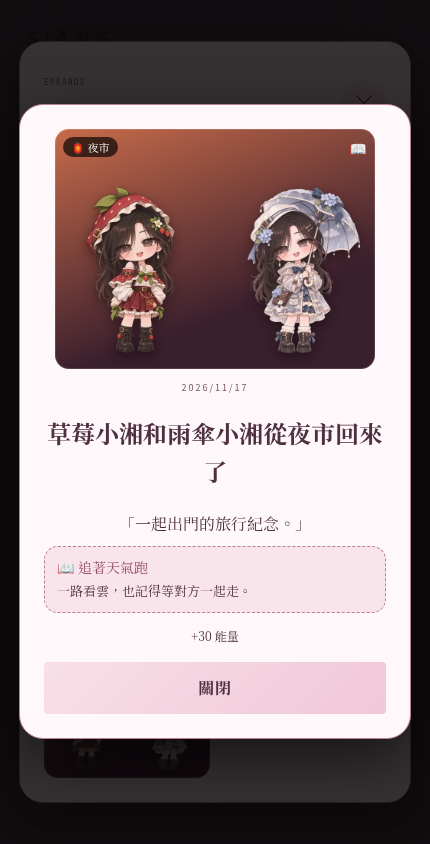 SIANG
ERRANDS
夜市
2026/11/17
草莓小湘和雨傘小湘從夜市回來
了
「一起出門的旅行紀念。」
追著天氣跑
一路看雲，也記得等對方一起走。
+30 能量
關閉